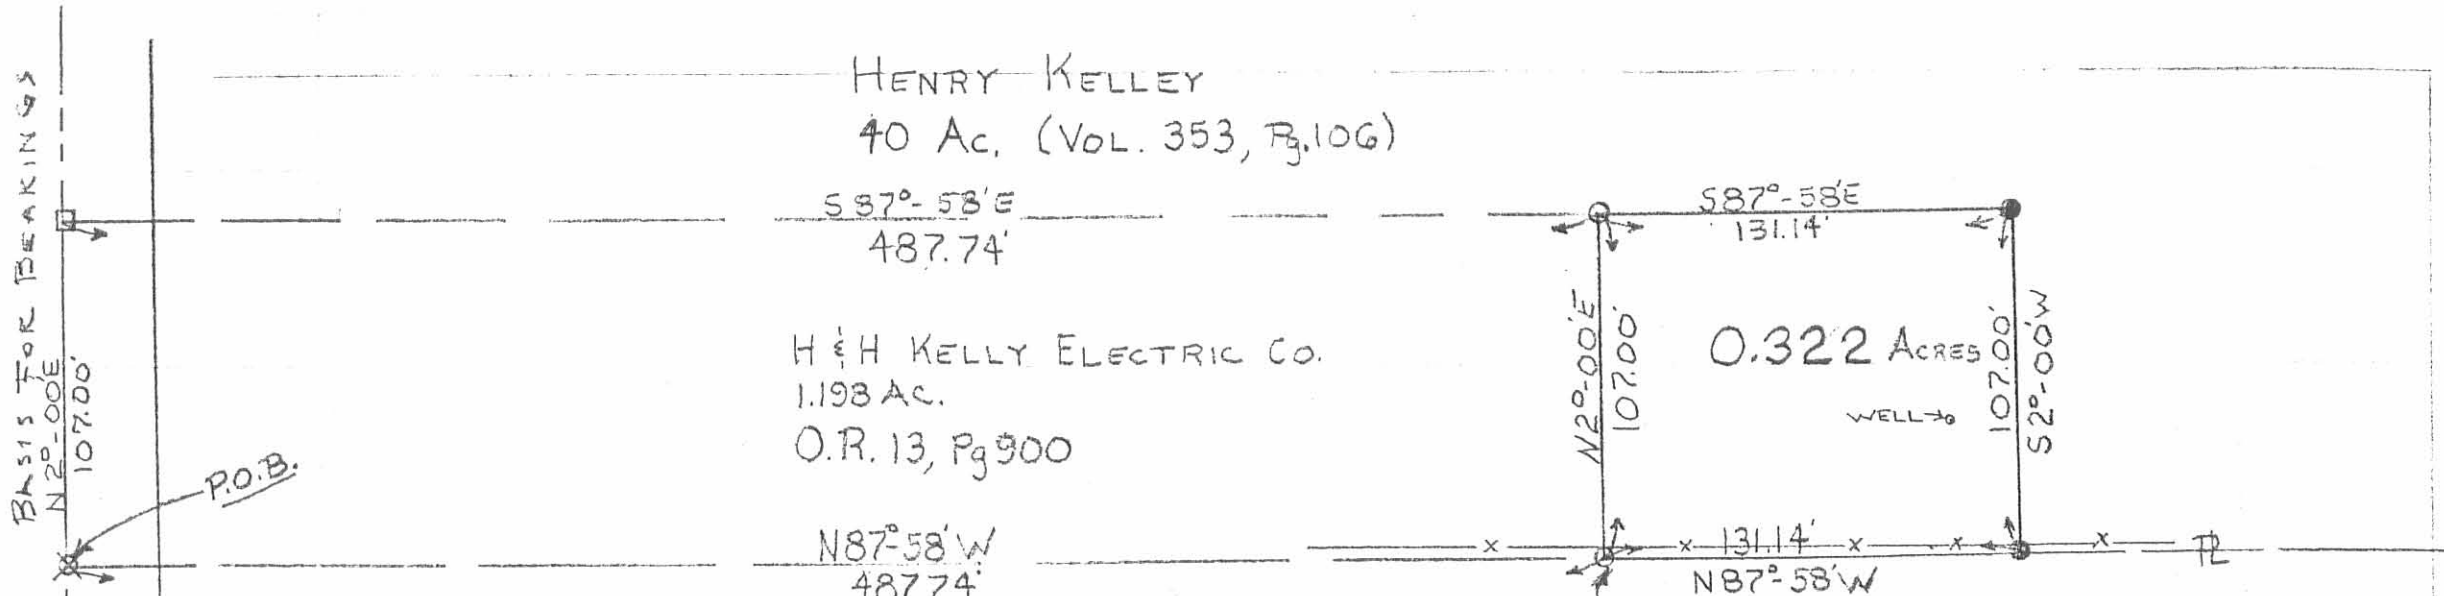 HENRY KELLEY
40 Ac. (VOL. 353, Pg.106)
BASIS FOR BEARINGS
N2°-00'E
107.00'
S87°-58'E
487.74'
S87°-58'E
131.14'
H & H KELLY ELECTRIC CO.
1.198 AC.
O.R. 13, Pg 900
N2°-00'E
107.00'
0.322 ACRES
WELL
107.00'
S2°-00'W
P.O.B.
N87°-58'W
487.74'
131.14'
N87°-58'W
PL